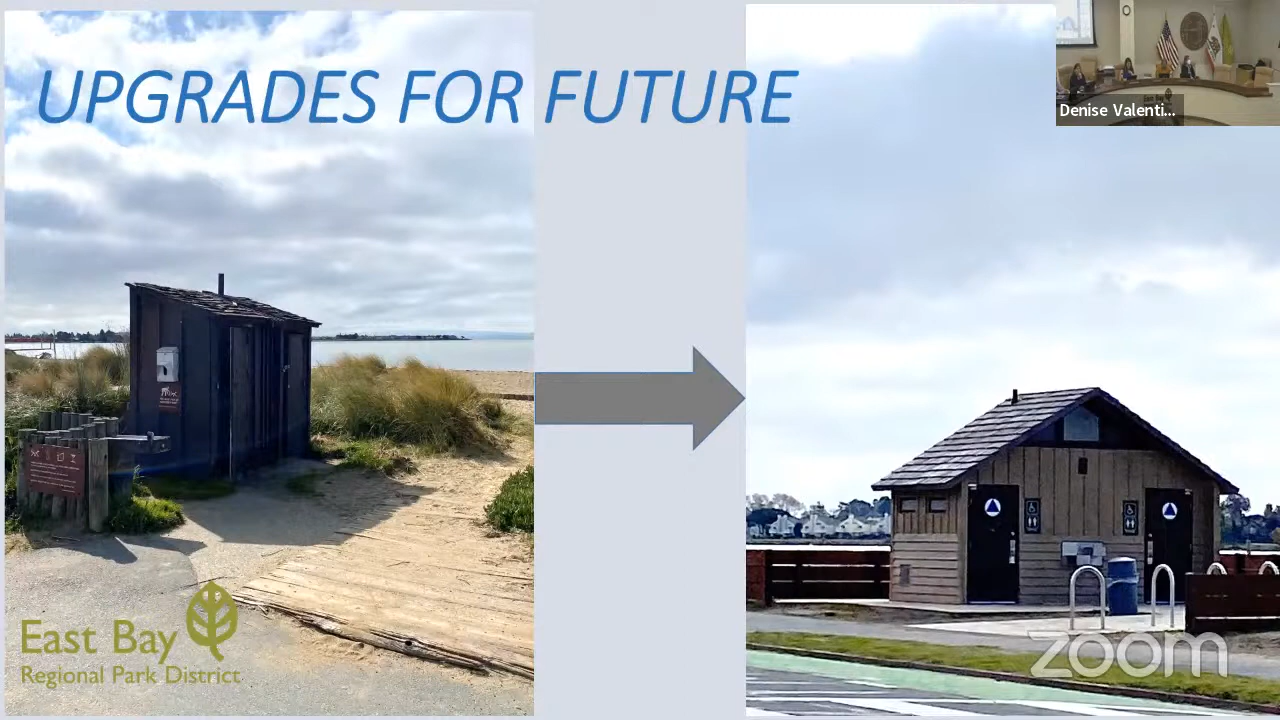 UPGRADES FOR FUTURE
Denise Valenti...
East Bay
Regional Park District
zoom